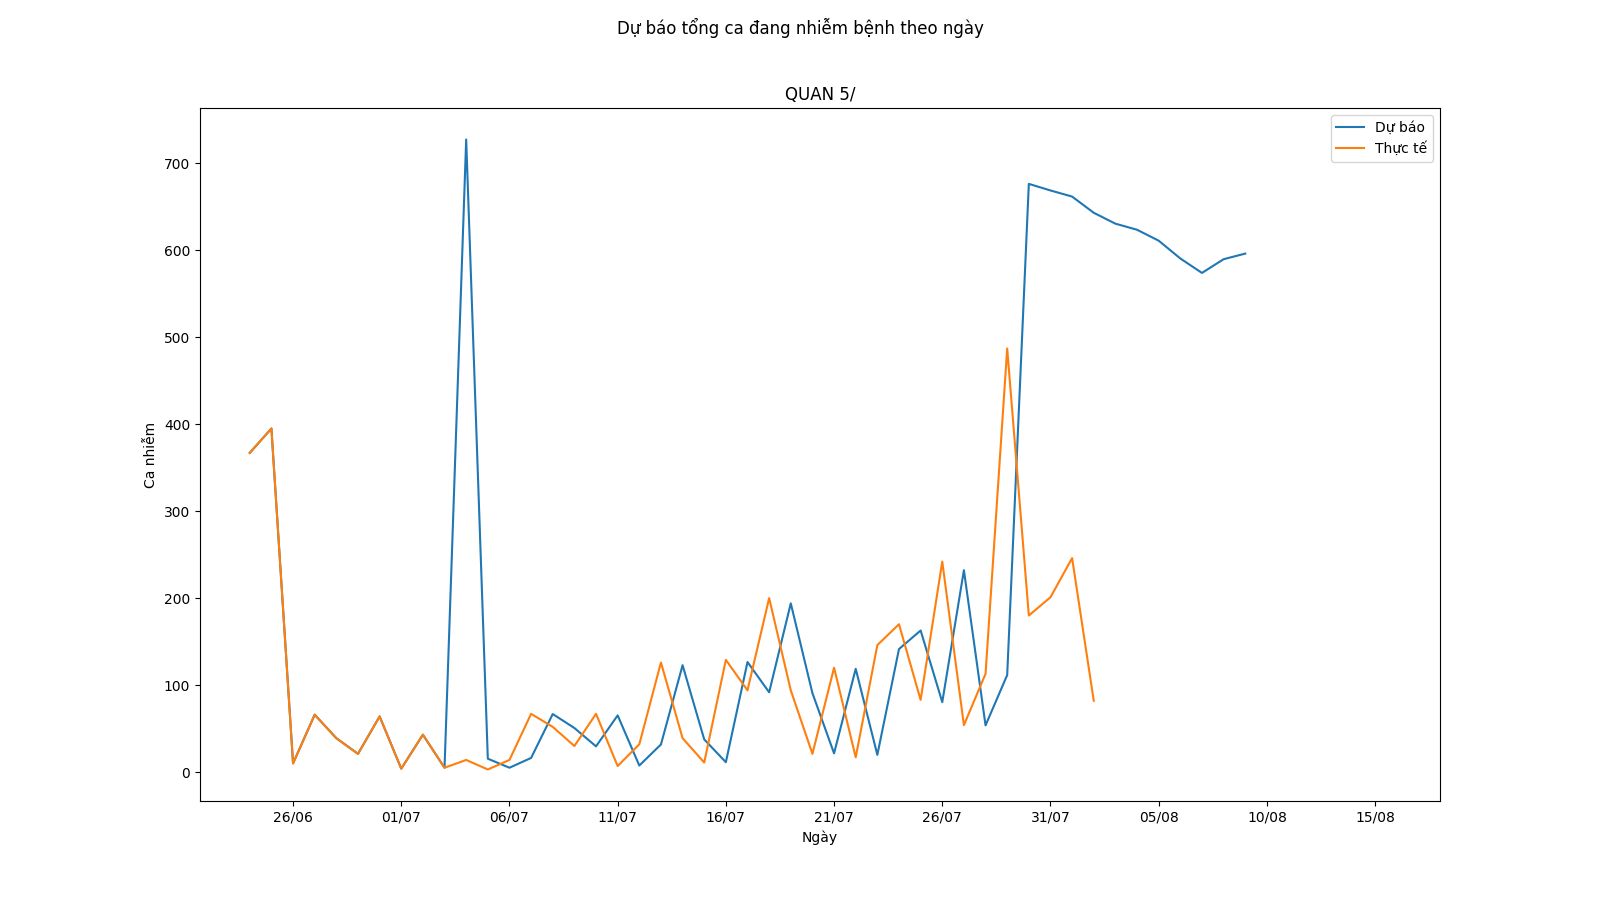 Dự báo tổng ca đang nhiễm bệnh theo ngày
QUAN 5/
Dự báo
Thực tế
700
600
500
400
300
200
100
0
Ca nhiễm
26/06 01/07 06/07 11/07 16/07 21/07 26/07 31/07 05/08 10/08 15/08
Ngày